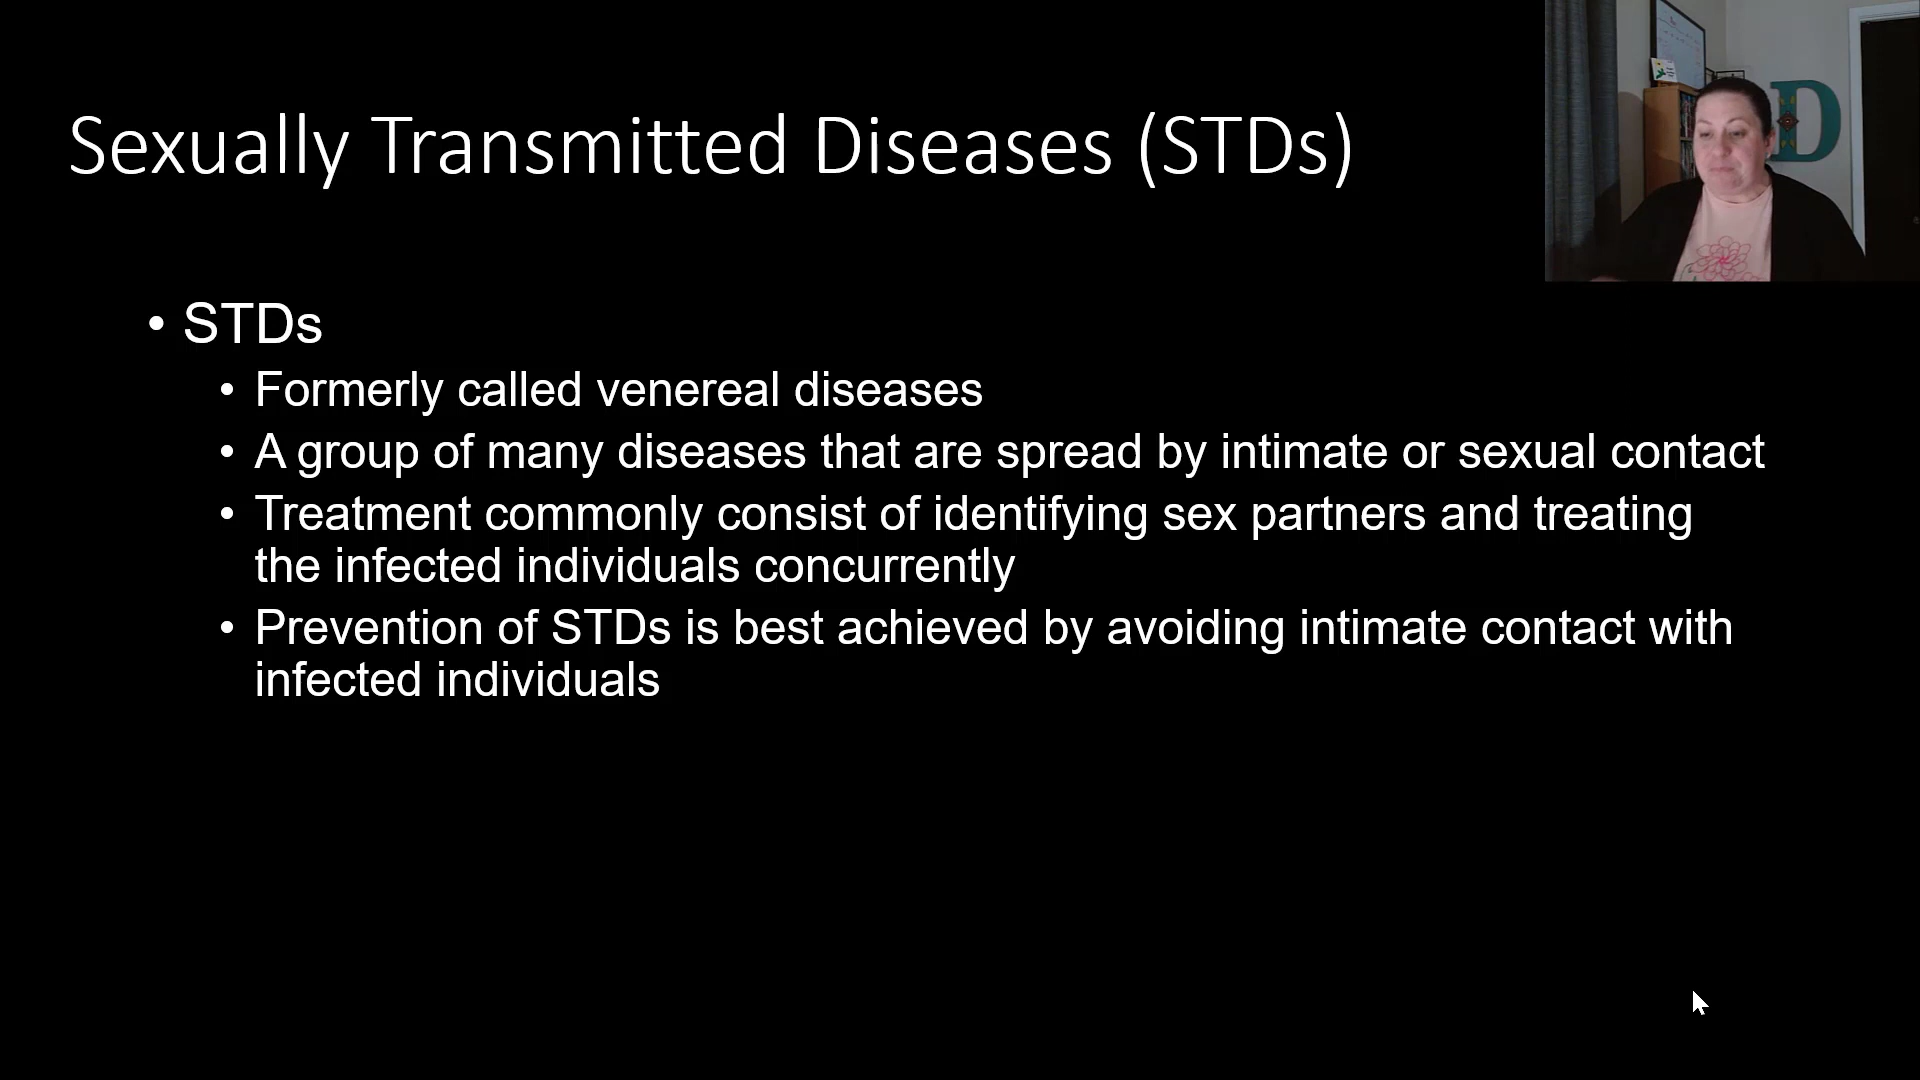 Sexually Transmitted Diseases (STDs)
D
• STDs
• Formerly called venereal diseases
• A group of many diseases that are spread by intimate or sexual contact
• Treatment commonly consist of identifying sex partners and treating
the infected individuals concurrently
• Prevention of STDs is best achieved by avoiding intimate contact with
infected individuals